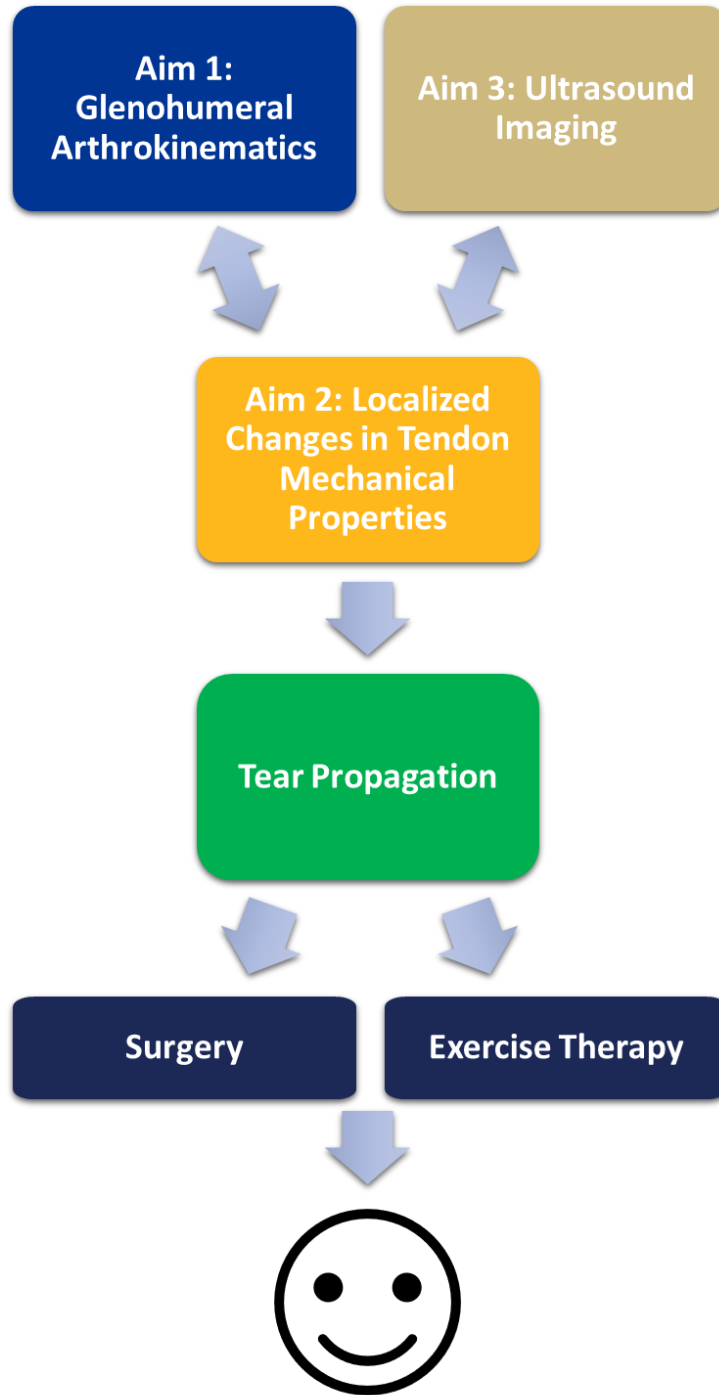 Aim 1:
Glenohumeral
Arthrokinematics
Aim 3: Ultrasound
Imaging
Aim 2: Localized
Changes in Tendon
Mechanical
Properties
Tear Propagation
Surgery
Exercise Therapy